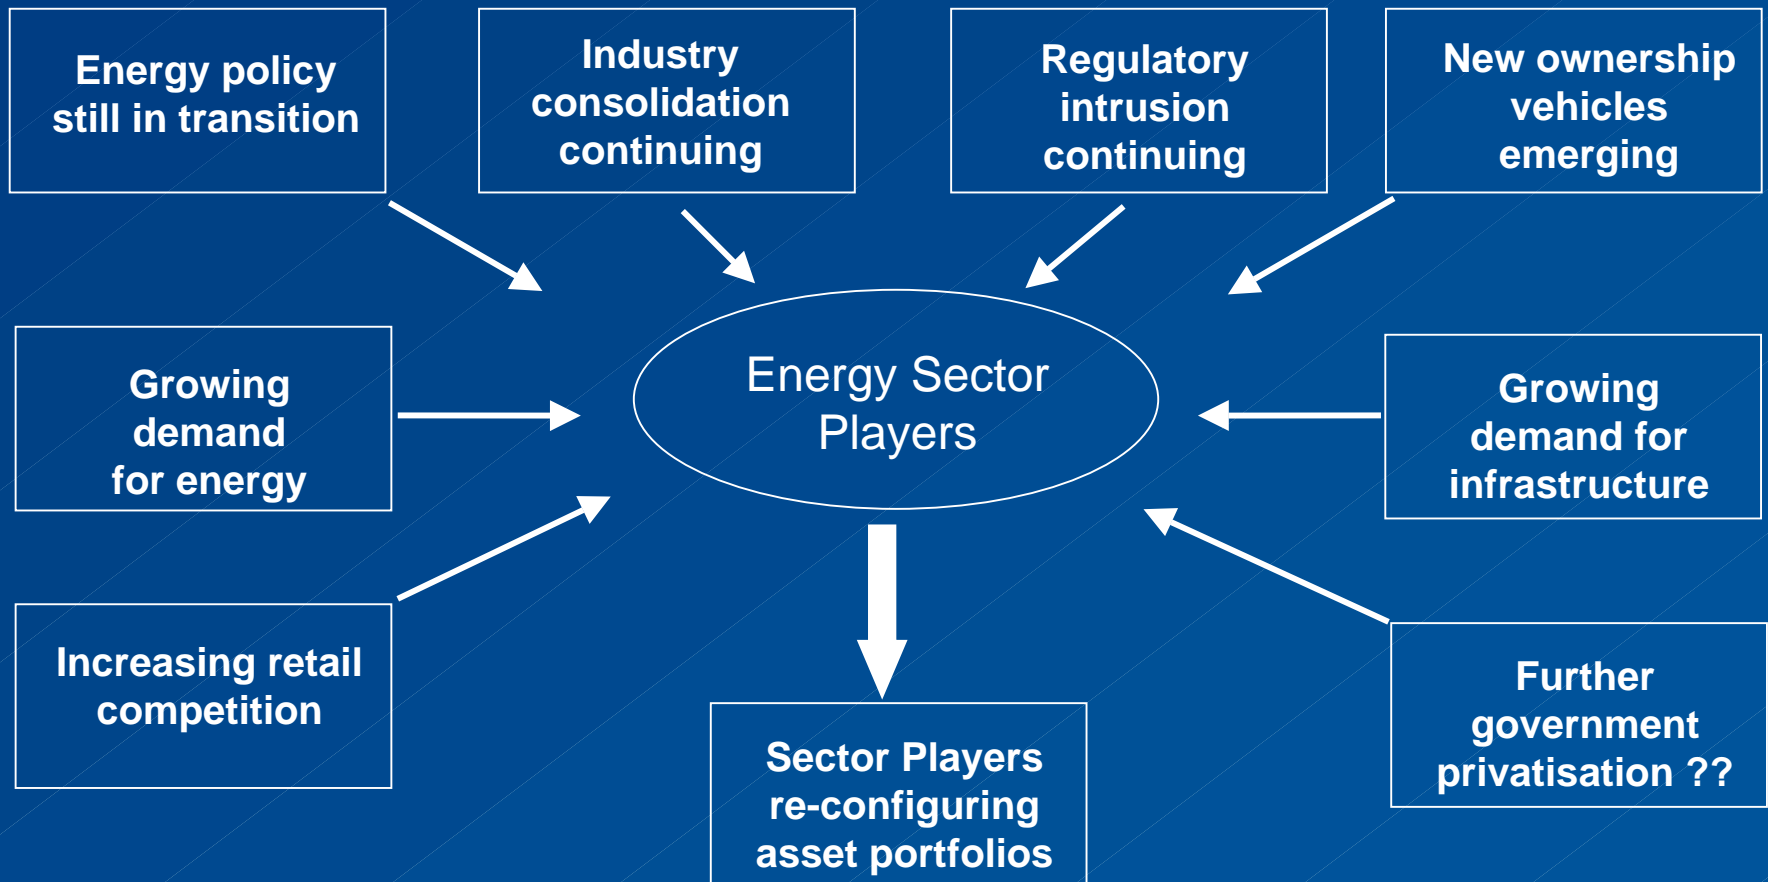 Energy policy
still in transition
Industry
consolidation
continuing
Regulatory
intrusion
continuing
New ownership
vehicles
emerging
Growing
demand
for energy
Energy Sector
Players
Growing
demand for
infrastructure
Increasing retail
competition
Sector Players
re-configuring
asset portfolios
Further
government
privatisation ??